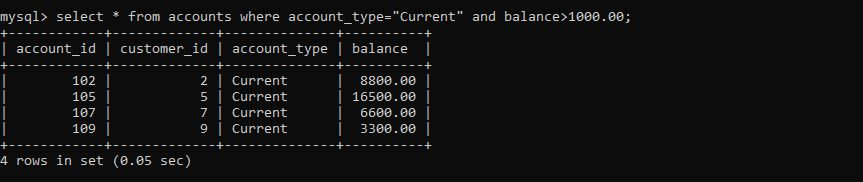 mysql> select * from accounts where account_type="Current" and balance>1000.00;
+------------+-------------+--------------+----------+
| account_id | customer_id | account_type | balance  |
+------------+-------------+--------------+----------+
|        102 |           2 | Current      |  8800.00 |
|        105 |           5 | Current      | 16500.00 |
|        107 |           7 | Current      |  6600.00 |
|        109 |           9 | Current      |  3300.00 |
+------------+-------------+--------------+----------+
4 rows in set (0.05 sec)